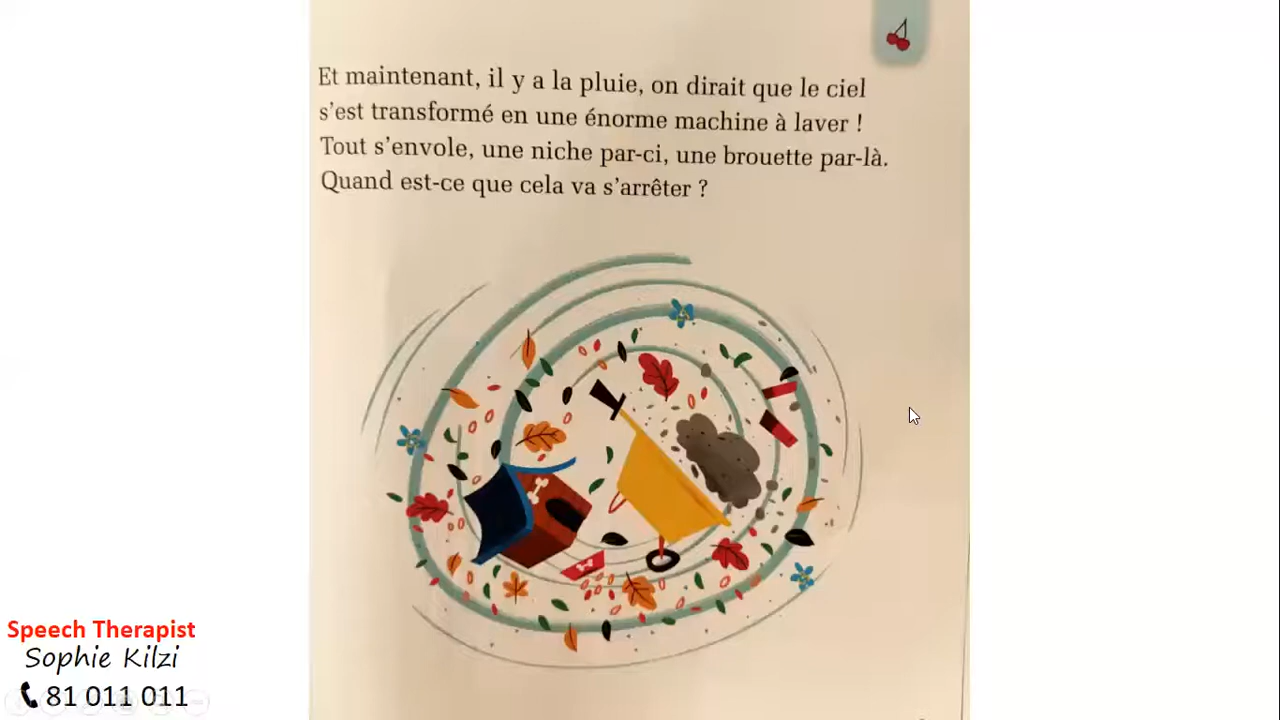 Et maintenant, il y a la pluie, on dirait que le ciel
s'est transformé en une énorme machine à laver !
Tout s'envole, une niche par-ci, une brouette par-là.
Quand est-ce que cela va s'arrêter ?
Speech Therapist
Sophie Kilzi
81 011 011